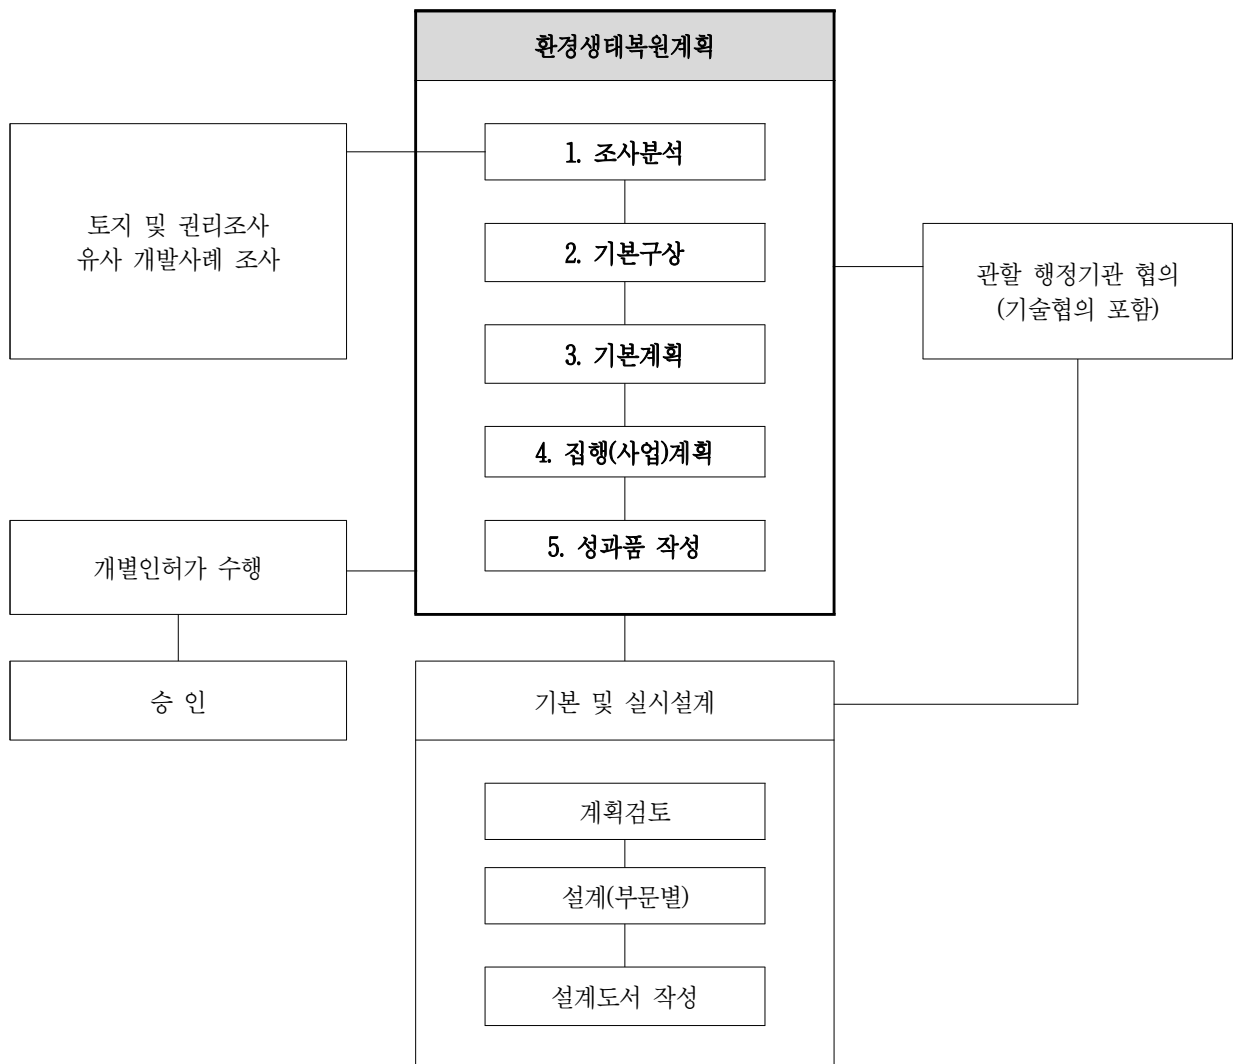 환경생태복원계획
1. 조사분석
토지 및 권리조사
유사 개발사례 조사
2. 기본구상
관할 행정기관 협의
(기술협의 포함)
3. 기본계획
4. 집행(사업)계획
5. 성과품 작성
개별인허가 수행
승 인
기본 및 실시설계
계획검토
설계(부문별)
설계도서 작성